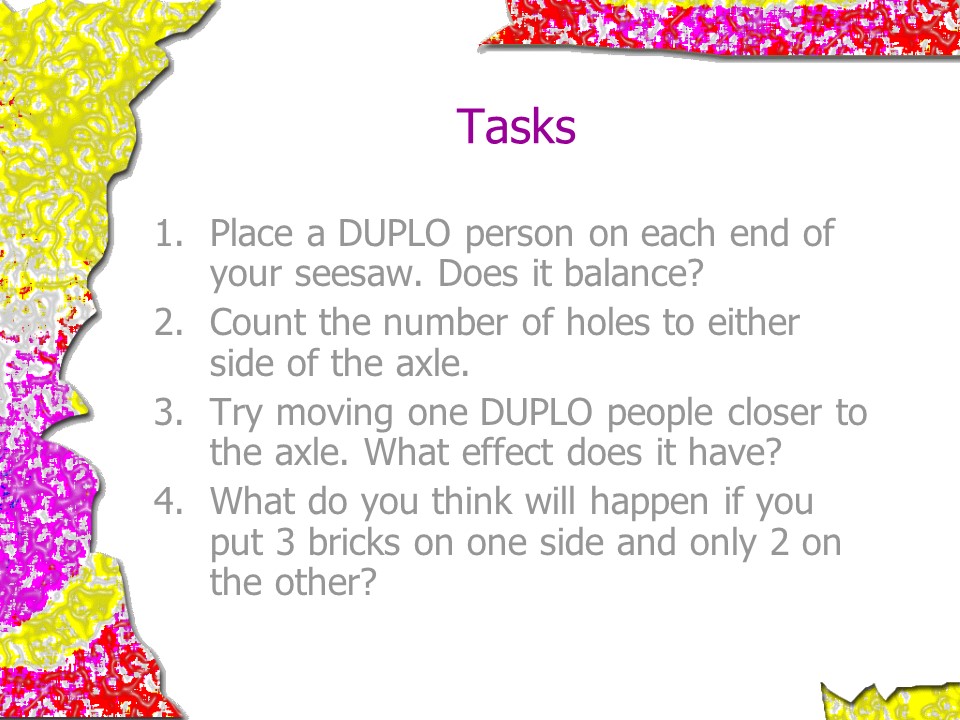 Tasks
1. Place a DUPLO person on each end of
your seesaw. Does it balance?
2. Count the number of holes to either
side of the axle.
3. Try moving one DUPLO people closer to
the axle. What effect does it have?
4. What do you think will happen if you
put 3 bricks on one side and only 2 on
the other?